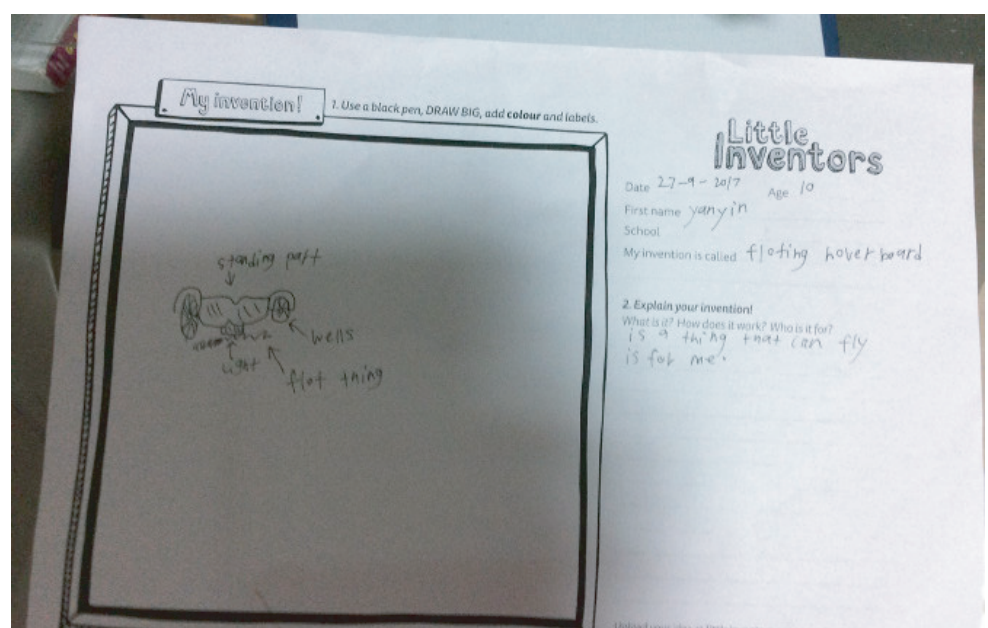 My invention!
1. Use a black pen, DRAW BIG, add colour and labels.
Little
Inventors
Date 27-9-2017 Age 10
First name yanyin
School
My invention is called floting hover board
standing part
wells
light
flot thing
2. Explain your invention!
What is it? How does it work? Who is it for?
is a thing that can fly
is for me.